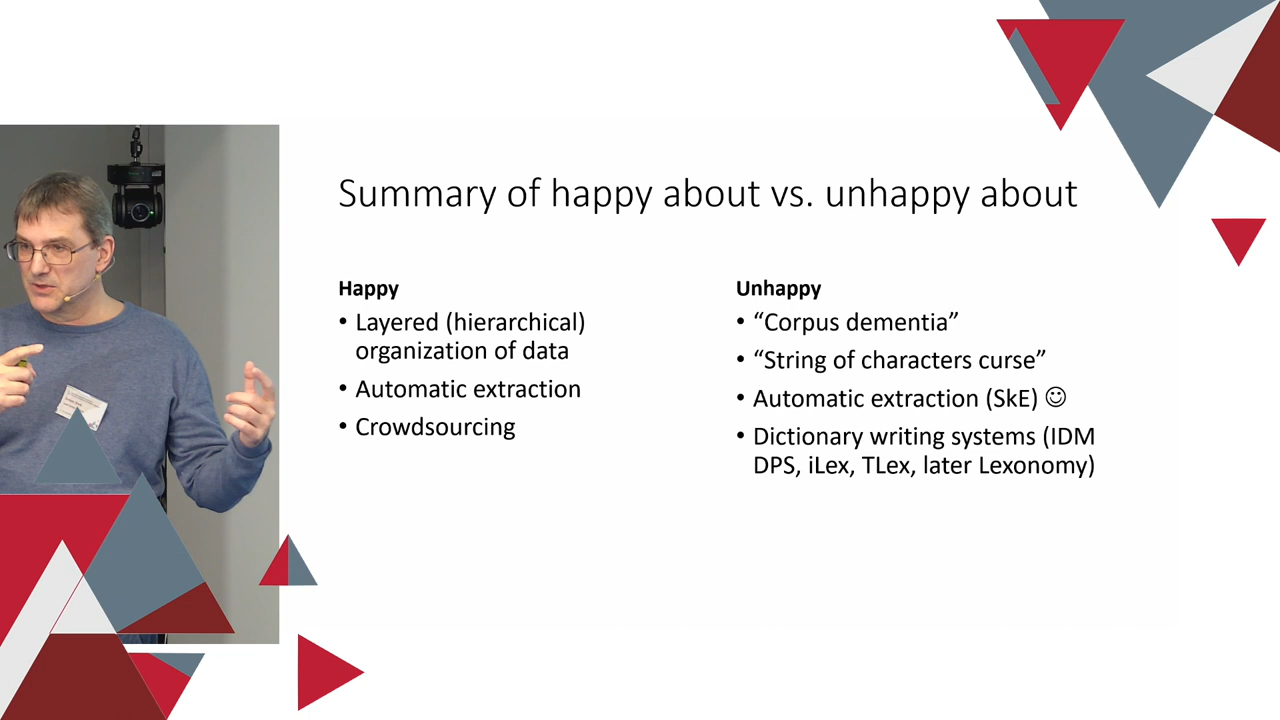 Summary of happy about vs. unhappy about
Happy
• Layered (hierarchical)
organization of data
• Automatic extraction
• Crowdsourcing
Unhappy
• “Corpus dementia”
• “String of characters curse”
• Automatic extraction (SkE) ☺
• Dictionary writing systems (IDM
DPS, iLex, TLex, later Lexonomy)